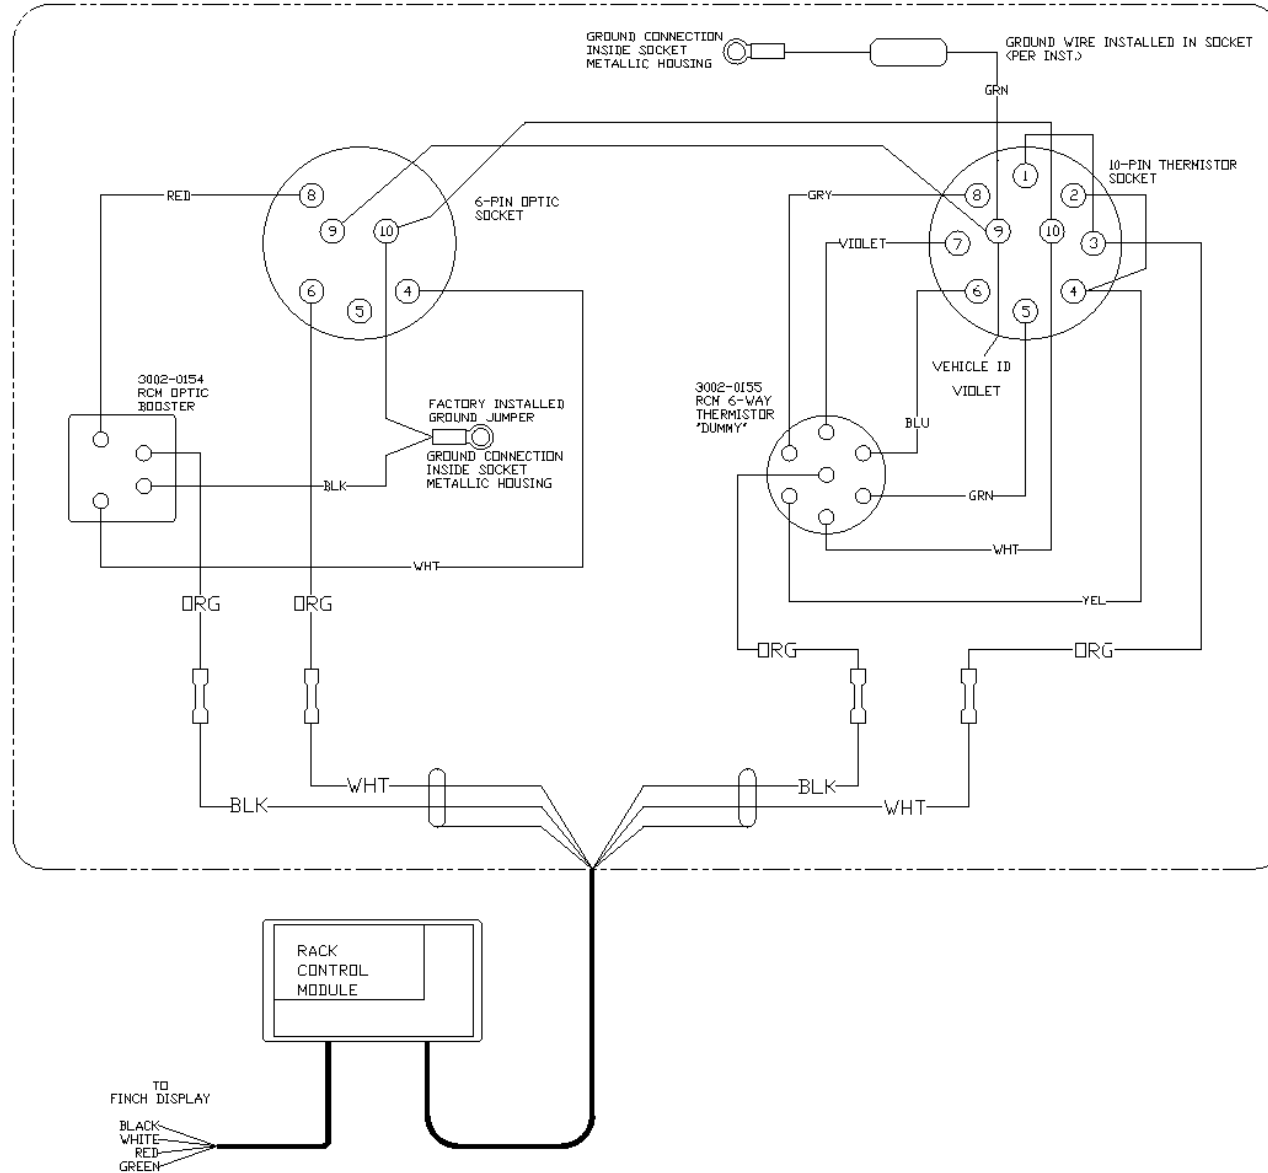 GROUND CONNECTION
INSIDE SOCKET
METALLIC HOUSING
GROUND WIRE INSTALLED IN SOCKET
(PER INST.)
GRN
RED
8
9
10
6
4
5
6-PIN OPTIC
SOCKET
10-PIN THERMISTOR
SOCKET
GRY
VIOLET
1
8
2
9
10
7
3
6
4
5
VEHICLE ID
VIOLET
3002-0154
RCM OPTIC
BOOSTER
FACTORY INSTALLED
GROUND JUMPER
GROUND CONNECTION
INSIDE SOCKET
METALLIC HOUSING
3002-0155
RCM 6-WAY
THERMISTOR
"DUMMY"
BLU
BLK
GRN
WHT
WHT
YEL
ORG
ORG
ORG
ORG
WHT
BLK
BLK
WHT
RACK
CONTROL
MODULE
TO
FINCH DISPLAY
BLACK
WHITE
RED
GREEN